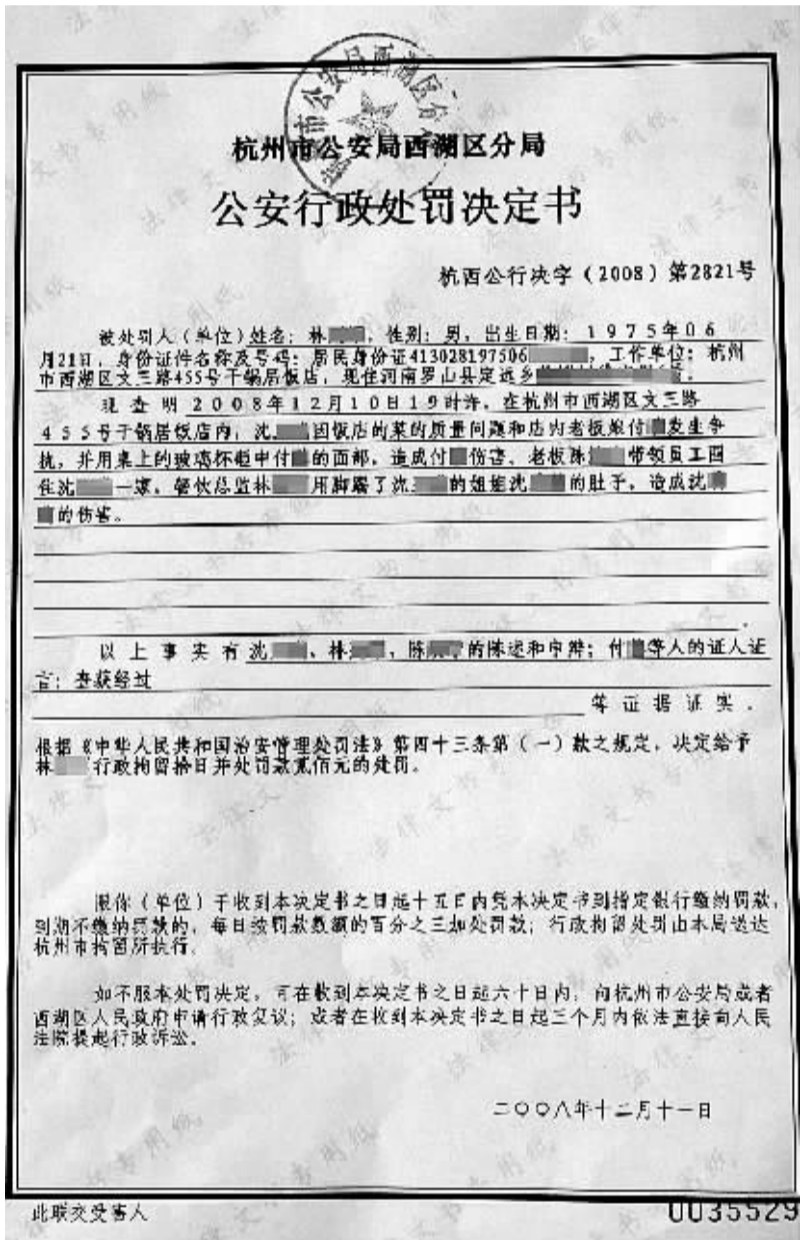 杭州市公安局西湖区分局
杭州市公安局西湖区分局
公安行政处罚决定书
杭西公行决字（2008）第2821号
被处罚人（单位）姓名：林，性别：男，出生日期：1975年06
月21日，身份证件名称及号码：居民身份证413028197506，工作单位：杭州
市西湖区文三路455号干锅居饭店，现住河南罗山县定远乡。
现查明2008年12月10日19时许，在杭州市西湖区文三路
455号干锅居饭店内，沈因饭店的菜的质量问题和店内老板娘付发生争
执，并用桌上的玻璃杯砸中付的面部，造成付伤害、老板陈带领员工围
住沈一家，餐饮总监林用脚踢了沈的姐姐沈的肚子，造成沈
的伤害。
以上事实有沈、林、陈的陈述和申辩；付等人的证人证
言；查获经过
等证据证实．
根据《中华人民共和国治安管理处罚法》第四十三条第（一）款之规定，决定给予
林行政拘留拾日并处罚款贰佰元的处罚。
限你（单位）于收到本决定书之日起十五日内凭本决定书到指定银行缴纳罚款，
到期不缴纳罚款的，每日按罚款数额的百分之三加处罚款；行政拘留处罚由本局送达
杭州市拘留所执行。
如不服本处罚决定，可在收到本决定书之日起六十日内，向杭州市公安局或者
西湖区人民政府申请行政复议；或者在收到本决定书之日起三个月内依法直接向人民
法院提起行政诉讼。
二〇〇八年十二月十一日
此联交受害人
0035529